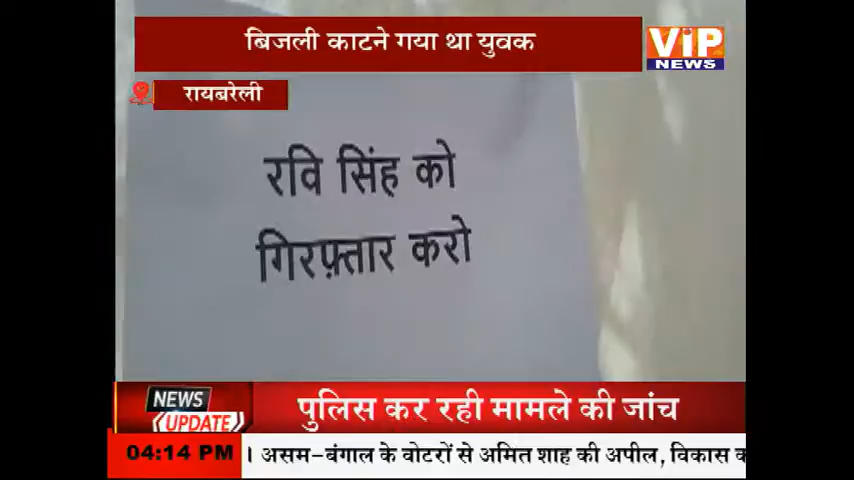 बिजली काटने गया था युवक
ViP
NEWS
रायबरेली
रवि सिंह को
गिरफ़्तार करो
NEWS
UPDATE
पुलिस कर रही मामले की जांच
04:14 PM
। असम-बंगाल के वोटरों से अमित शाह की अपील, विकास